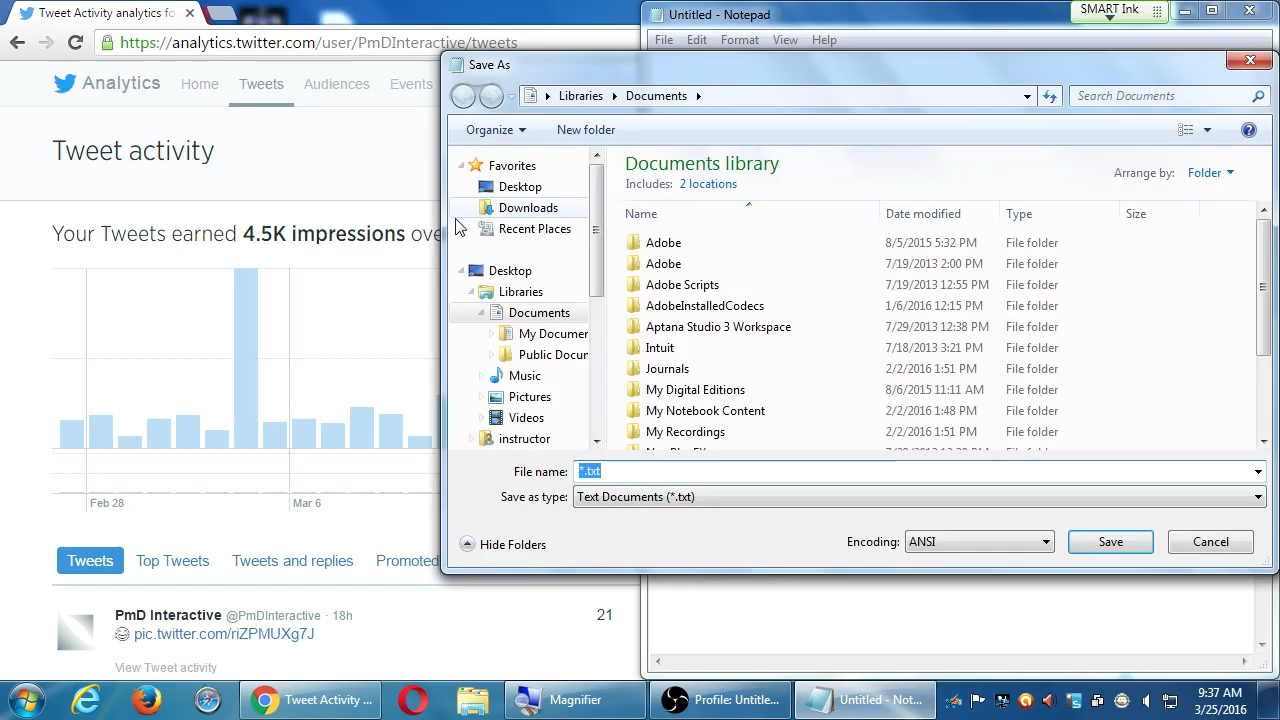 Tweet Activity analytics fo
Untitled - Notepad
SMART Ink
https://analytics.twitter.com/user/PmDInteractive/tweets
File Edit Format View Help
Save As
Analytics Home Tweets Audiences Events
Libraries Documents
Search Documents
Organize New folder
Tweet activity
Favorites
Desktop
Downloads
Recent Places
Desktop
Libraries
Documents
My Documer
Public Docur
Music
Pictures
Videos
instructor
Documents library
Includes: 2 locations
Arrange by: Folder
Name Date modified Type Size
Adobe 8/5/2015 5:32 PM File folder
Adobe 7/19/2013 2:00 PM File folder
Adobe Scripts 7/19/2013 12:55 PM File folder
AdobeInstalledCodecs 1/6/2016 12:15 PM File folder
Aptana Studio 3 Workspace 7/29/2013 12:38 PM File folder
Intuit 7/18/2013 3:21 PM File folder
Journals 2/2/2016 1:51 PM File folder
My Digital Editions 8/6/2015 11:11 AM File folder
My Notebook Content 2/2/2016 1:48 PM File folder
My Recordings 2/2/2016 1:51 PM File folder
Your Tweets earned 4.5K impressions ove
File name: *.txt
Save as type: Text Documents (*.txt)
Hide Folders
Encoding: ANSI Save Cancel
Feb 28 Mar 6
Tweets Top Tweets Tweets and replies Promoted
PmD Interactive @PmDInteractive · 18h 21
pic.twitter.com/riZPMUXg7J
View Tweet activity
Tweet Activity ... Magnifier Profile: Untitle... Untitled - Not...
9:37 AM
3/25/2016